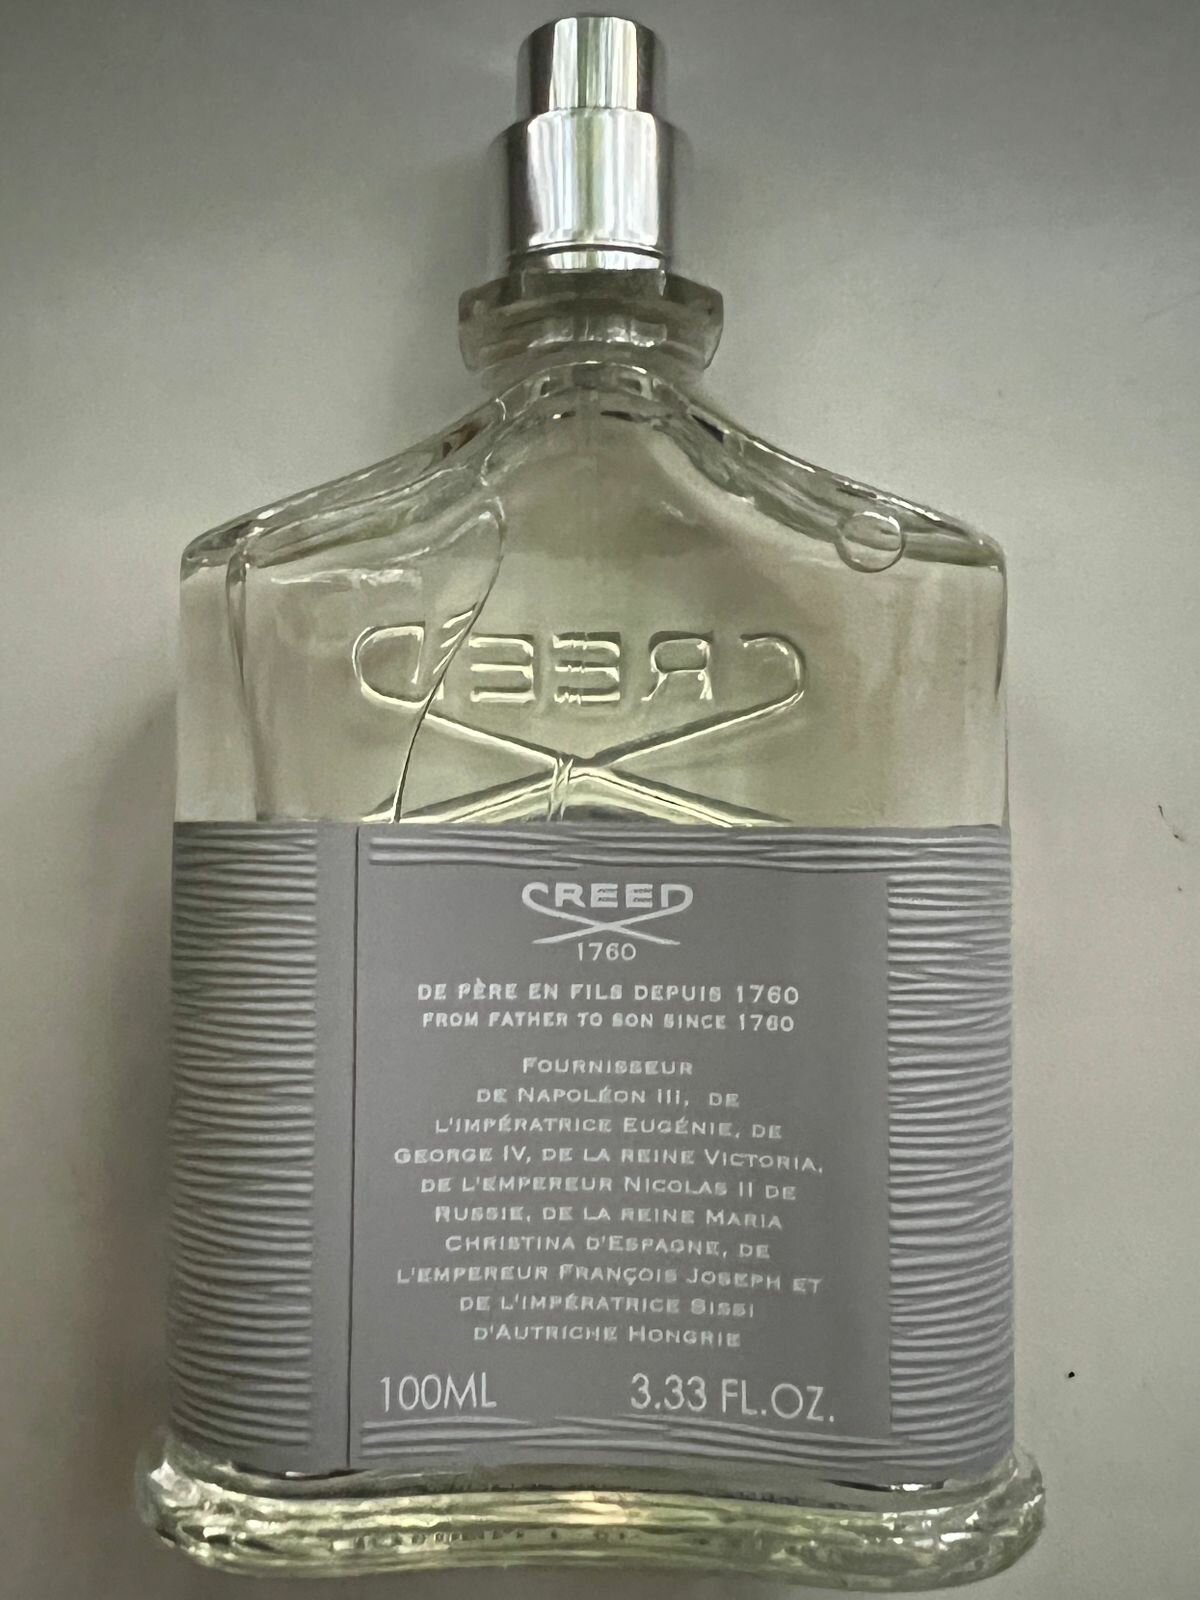 CREED
CREED
1760
DE PÈRE EN FILS DEPUIS 1760
FROM FATHER TO SON SINCE 1760
FOURNISSEUR
DE NAPOLÉON III, DE
L'IMPÉRATRICE EUGÉNIE, DE
GEORGE IV, DE LA REINE VICTORIA,
DE L'EMPEREUR NICOLAS II DE
RUSSIE, DE LA REINE MARIA
CHRISTINA D'ESPAGNE, DE
L'EMPEREUR FRANÇOIS JOSEPH ET
DE L'IMPÉRATRICE SISSI
D'AUTRICHE HONGRIE
100ML 3.33 FL.OZ.